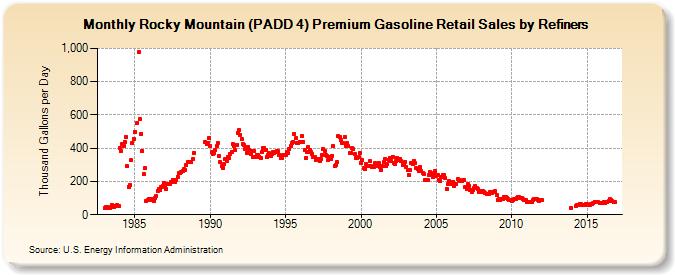 Monthly Rocky Mountain (PADD 4) Premium Gasoline Retail Sales by Refiners
Thousand Gallons per Day
1,000
800
600
400
200
0
1985 1990 1995 2000 2005 2010 2015
Source: U.S. Energy Information Administration